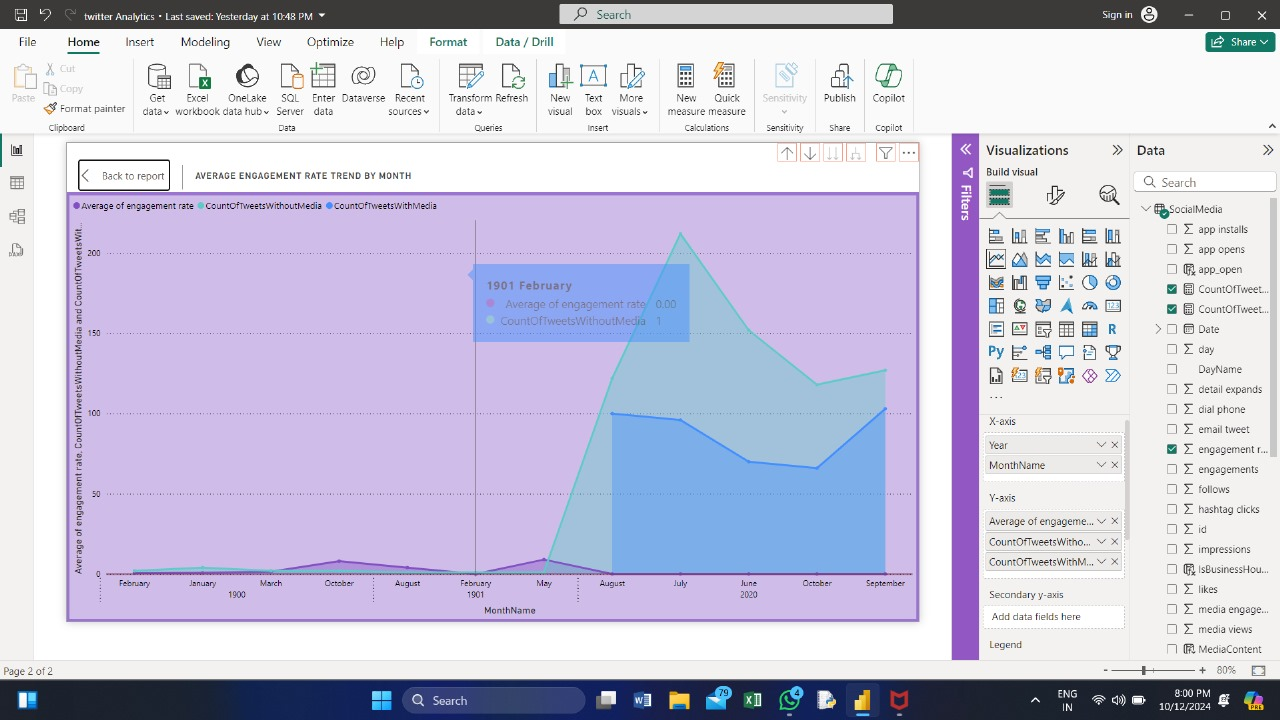 twitter Analytics • Last saved: Yesterday at 10:48 PM
Search
Sign in
File Home Insert Modeling View Optimize Help Format Data / Drill
Share
Paste
Cut
Copy
Format painter
Get data
Excel workbook
OneLake data hub
SQL Server
Enter data
Dataverse
Recent sources
Transform data
Refresh
New visual
Text box
More visuals
New measure
Quick measure
Sensitivity
Publish
Copilot
Clipboard Data Queries Insert Calculations Sensitivity Share Copilot
Back to report
AVERAGE ENGAGEMENT RATE TREND BY MONTH
Average of engagement rate CountOfTweetsWithoutMedia CountOfTweetsWithMedia
Average of engagement rate, CountOfTweetsWithoutMedia and CountOfTweetsWit...
200
150
100
50
0
1901 February
Average of engagement rate 0.00
CountOfTweetsWithoutMedia 1
February January March October August February May August July June October September
1900 1901 2020
MonthName
Filters
Visualizations
Build visual
R
Py
123
...
X-axis
Year
MonthName
Y-axis
Average of engageme...
CountOfTweetsWitho...
CountOfTweetsWithM...
Secondary y-axis
Add data fields here
Legend
Data
Search
SocialMedia
app installs
app opens
app_open
CountOfTweet...
CountOfTweet...
Date
day
DayName
detail expands
dial phone
email tweet
engagement r...
engagements
follows
hashtag clicks
id
impressions
IsBusinessHou...
likes
media engage...
media views
MediaContent
Page 2 of 2
80%
Search
79
4
ENG
IN
8:00 PM
10/12/2024
PRE